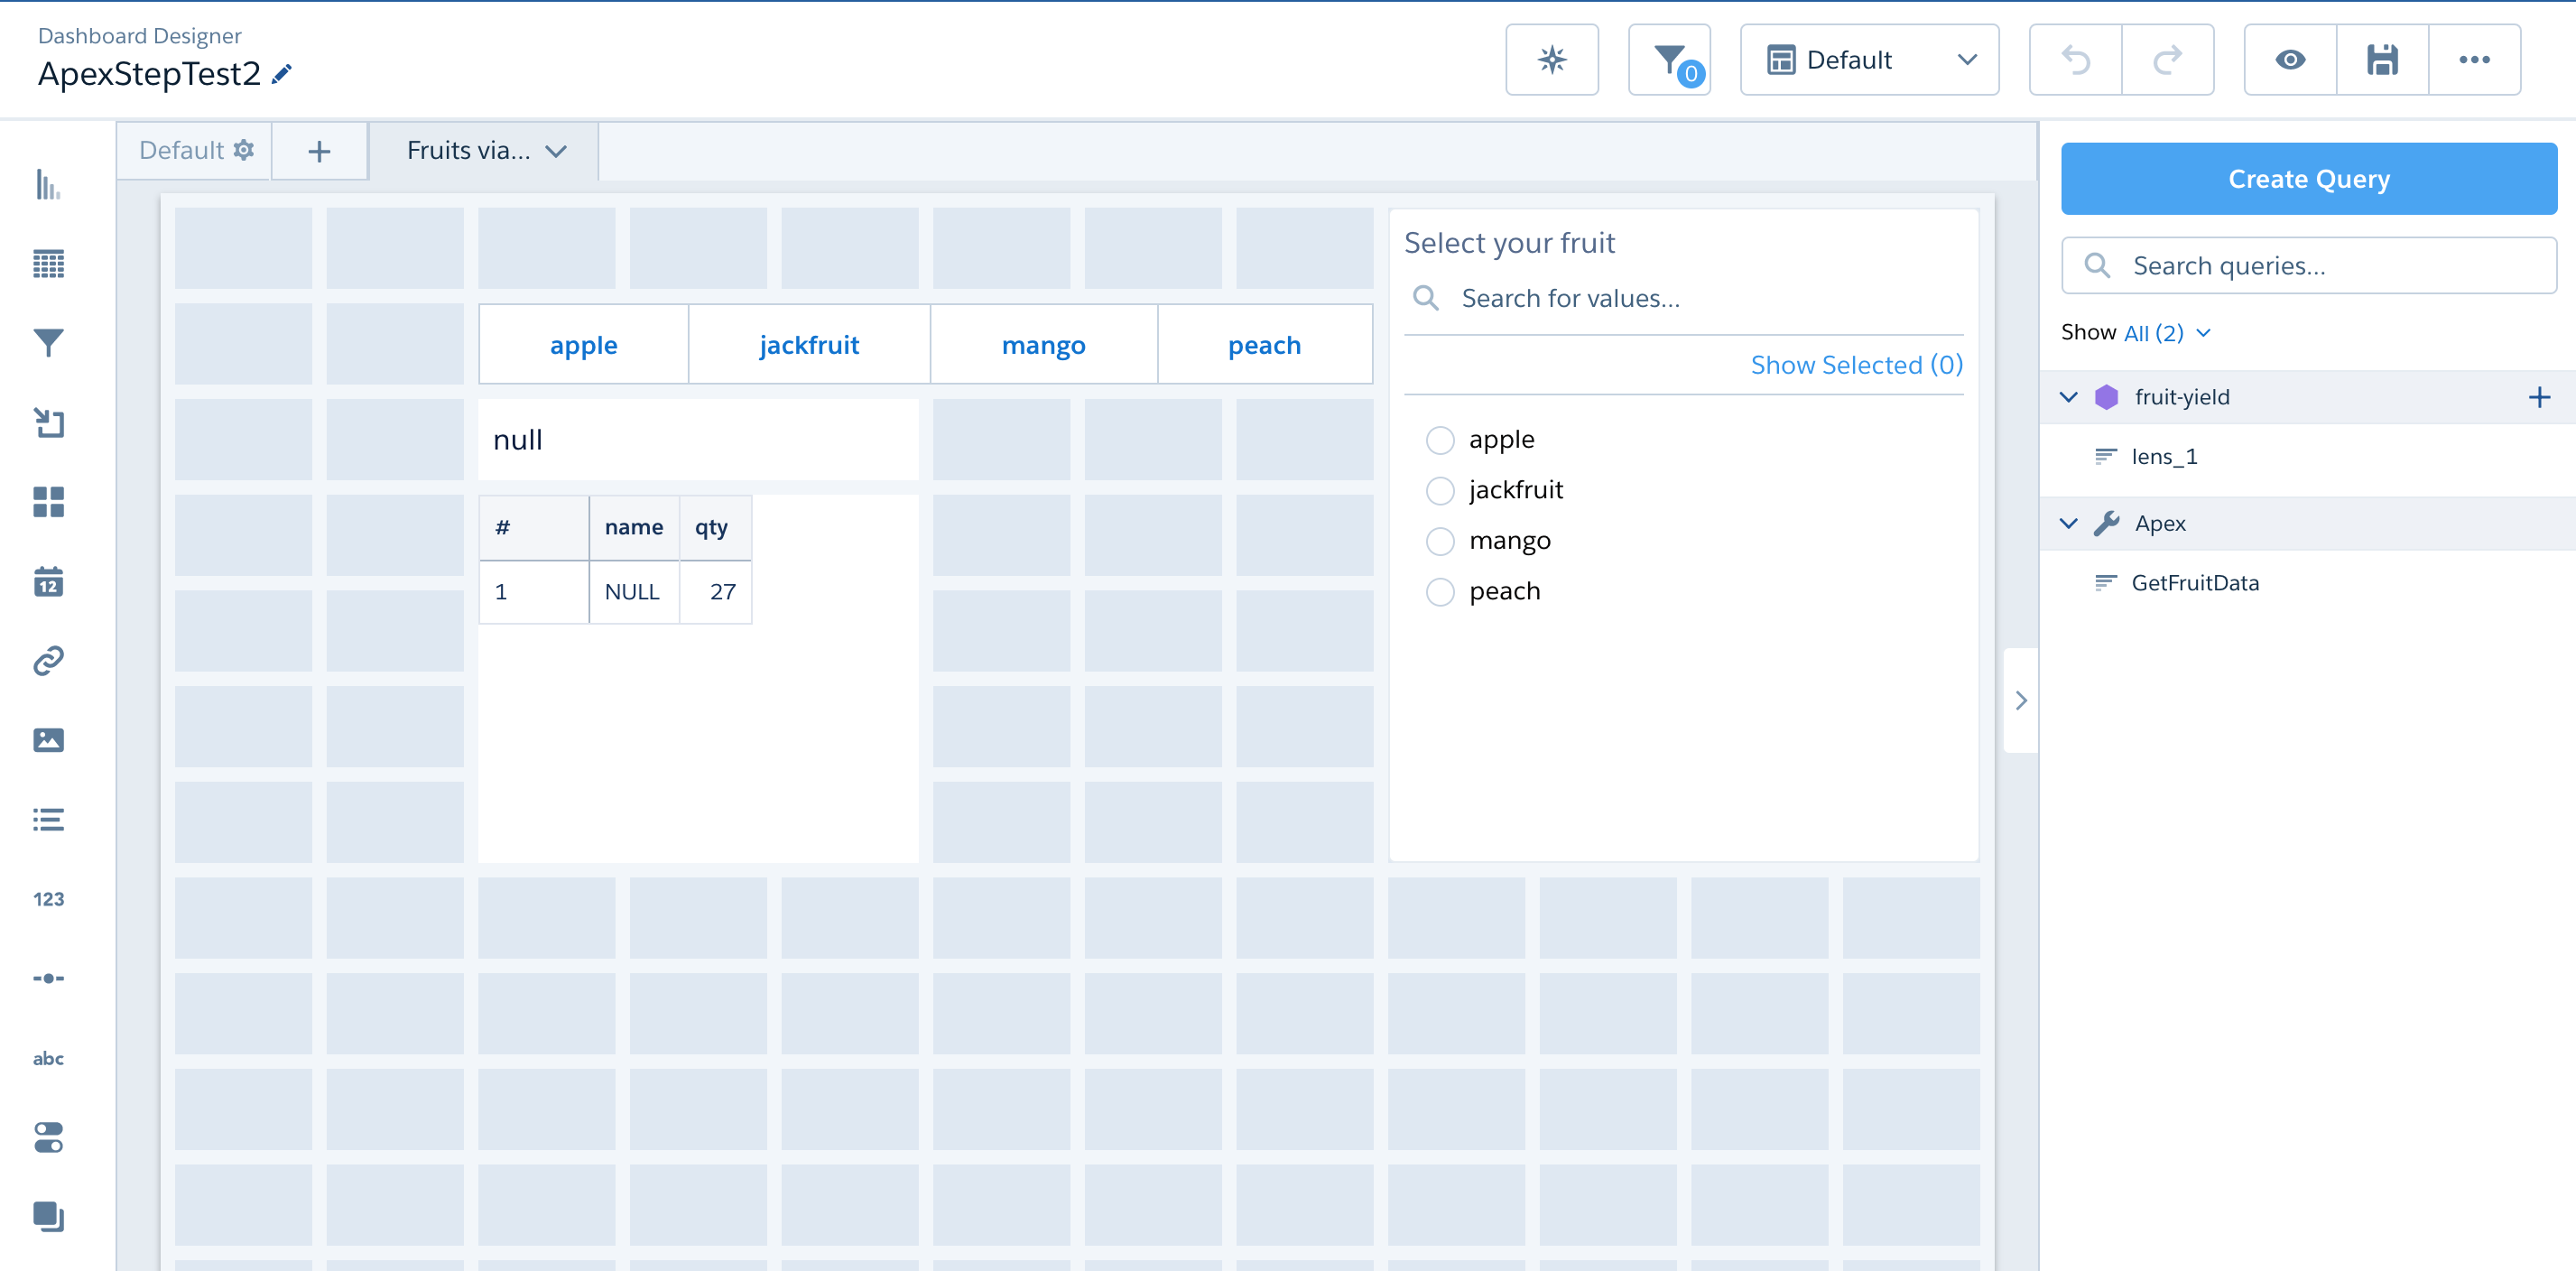 Dashboard Designer
ApexStepTest2
0
Default
Default
Fruits via...
Create Query
Search queries...
Show All (2)
fruit-yield
lens_1
Apex
GetFruitData
apple jackfruit mango peach
null
# name qty
1 NULL 27
Select your fruit
Search for values...
Show Selected (0)
apple
jackfruit
mango
peach
12
123
abc